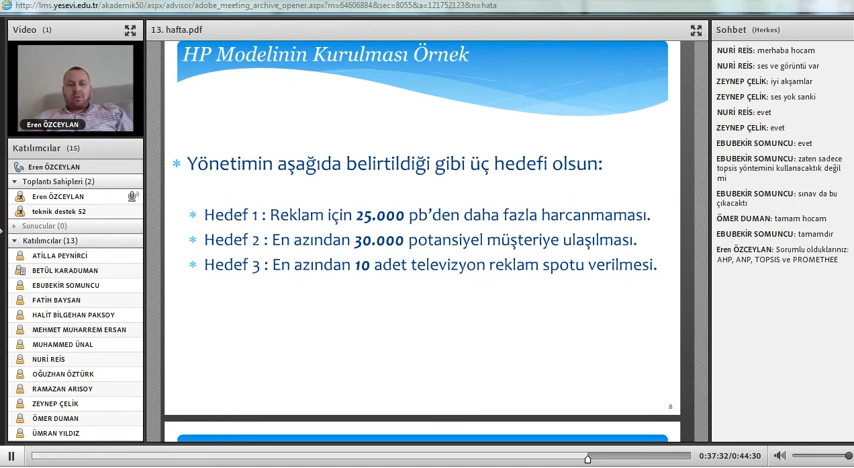 http://lms.yesevi.edu.tr/akademik50/aspx/advisor/adobe_meeting_archive_opener.aspx?m=64606884&sec=8055&a=121752123&n=hata
Video (1)
Eren ÖZCEYLAN
Katılımcılar (15)
Eren ÖZCEYLAN
Toplantı Sahipleri (2)
Eren ÖZCEYLAN
teknik destek 52
Sunucular (0)
Katılımcılar (13)
ATİLLA PEYNİRCİ
BETÜL KARADUMAN
EBUBEKİR SOMUNCU
FATİH BAYSAN
HALİT BİLGEHAN PAKSOY
MEHMET MUHARREM ERSAN
MUHAMMED ÜNAL
NURİ REİS
OĞUZHAN ÖZTÜRK
RAMAZAN ARISOY
ZEYNEP ÇELİK
ÖMER DUMAN
ÜMRAN YILDIZ
13. hafta.pdf
HP Modelinin Kurulması Örnek
Yönetimin aşağıda belirtildiği gibi üç hedefi olsun:
Hedef 1 : Reklam için 25.000 pb’den daha fazla harcanmaması.
Hedef 2 : En azından 30.000 potansiyel müşteriye ulaşılması.
Hedef 3 : En azından 10 adet televizyon reklam spotu verilmesi.
8
Sohbet (Herkes)
NURİ REİS: merhaba hocam
NURİ REİS: ses ve görüntü var
ZEYNEP ÇELİK: iyi akşamlar
ZEYNEP ÇELİK: ses yok sanki
NURİ REİS: evet
ZEYNEP ÇELİK: evet
EBUBEKİR SOMUNCU: evet
EBUBEKİR SOMUNCU: zaten sadece
topsis yöntemini kullanacaktık değil
mi
EBUBEKİR SOMUNCU: sınav da bu
çıkacaktı
ÖMER DUMAN: tamam hocam
EBUBEKİR SOMUNCU: tamamdır
Eren ÖZCEYLAN: Sorumlu olduklarınız:
AHP, ANP, TOPSIS ve PROMETHEE
0:37:32/0:44:30